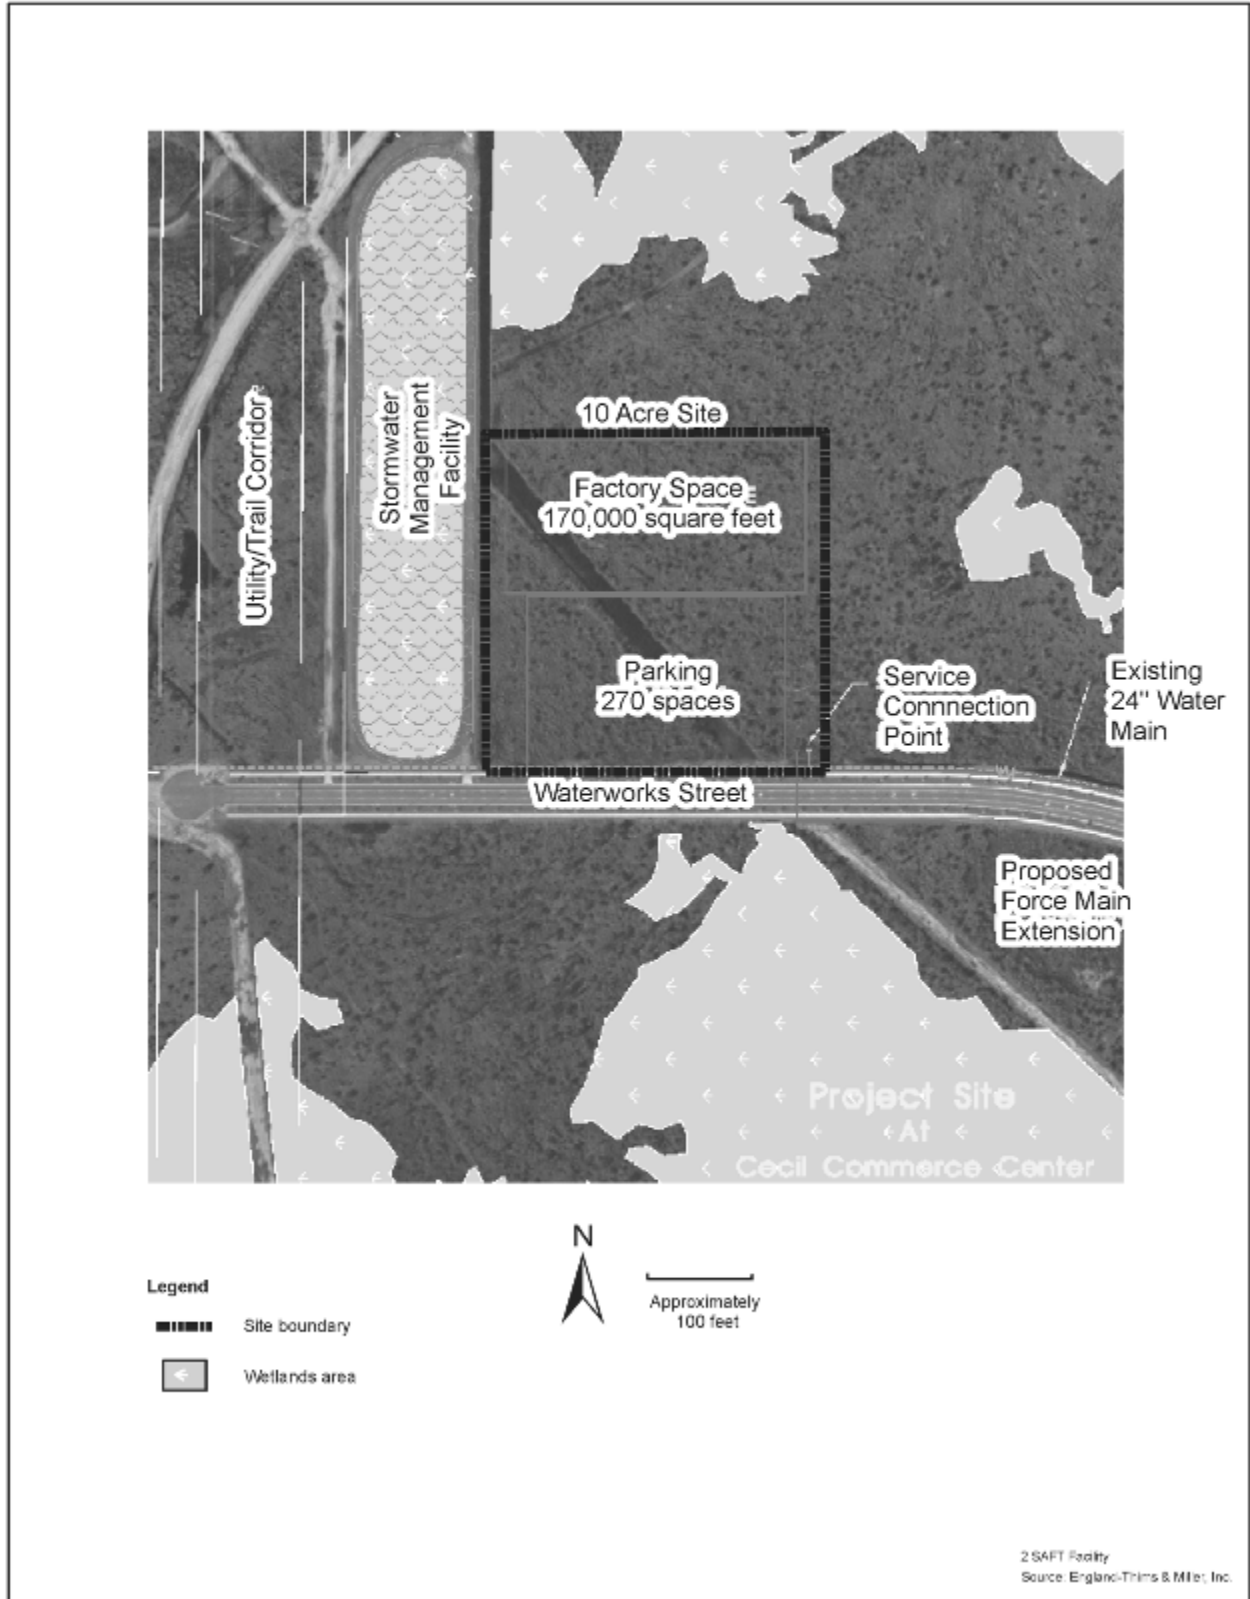 10 Acre Site
Factory Space
170,000 square feet
Utility/Trail Corridor
Stormwater
Management
Facility
Parking
270 spaces
Service
Connnection
Point
Existing
24" Water
Main
Waterworks Street
Proposed
Force Main
Extension
Project Site
At
Cecil Commerce Center
N
Legend
Approximately
100 feet
Site boundary
Wetlands area
2 SAFT Facility
Source: England-Thims & Miller, Inc.